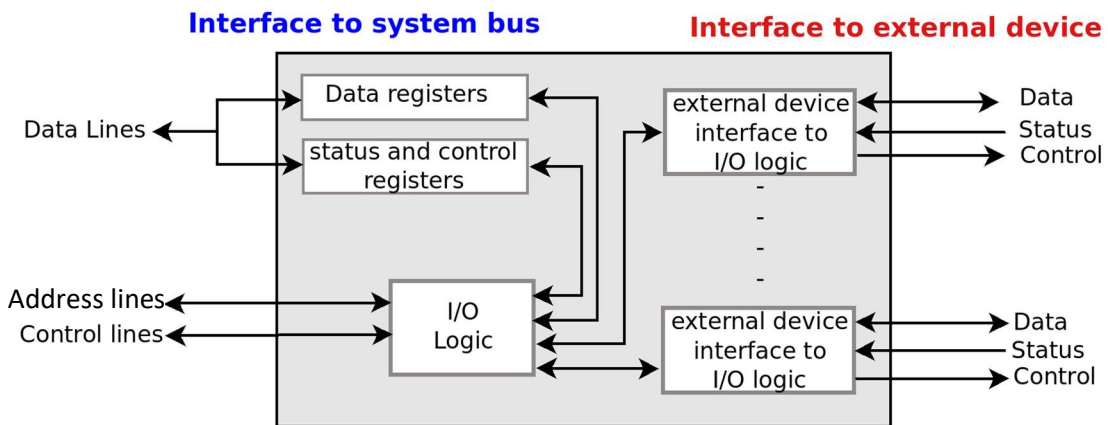 Interface to system bus
Interface to external device
Data registers
external device
interface to
I/O logic
Data
Status
Control
Data Lines
status and control
registers
-
-
-
-
Address lines
Control lines
I/O
Logic
external device
interface to
I/O logic
Data
Status
Control